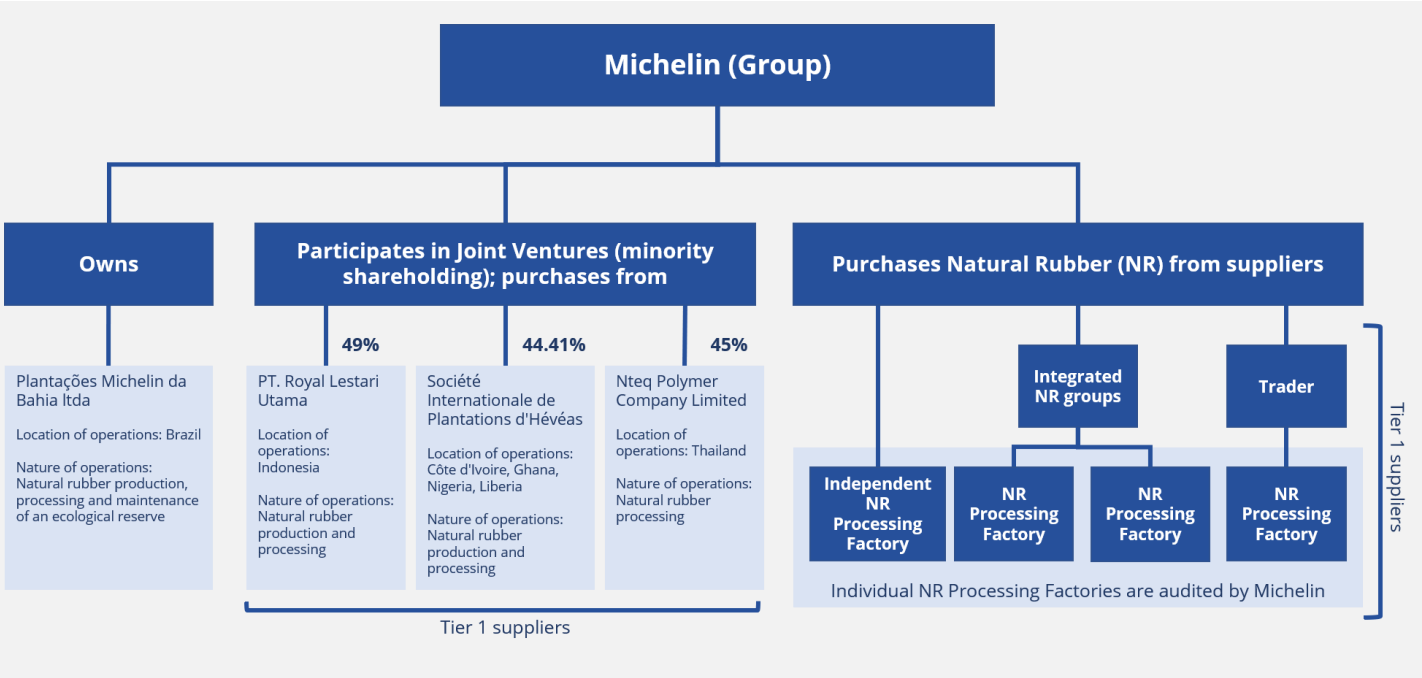 Michelin (Group)
Owns
Participates in Joint Ventures (minority
shareholding); purchases from
Purchases Natural Rubber (NR) from suppliers
49%
44.41%
45%
Plantações Michelin da
Bahia ltda
Location of operations: Brazil
Nature of operations:
Natural rubber production,
processing and maintenance
of an ecological reserve
PT. Royal Lestari
Utama
Location of
operations:
Indonesia
Nature of operations:
Natural rubber
production and
processing
Société
Internationale de
Plantations d'Hévéas
Location of operations:
Côte d'Ivoire, Ghana,
Nigeria, Liberia
Nature of operations:
Natural rubber
production and
processing
Nteq Polymer
Company Limited
Location of
operations: Thailand
Nature of operations:
Natural rubber
processing
Tier 1 suppliers
Integrated
NR groups
Trader
Independent
NR
Processing
Factory
NR
Processing
Factory
NR
Processing
Factory
NR
Processing
Factory
Individual NR Processing Factories are audited by Michelin
Tier 1 suppliers